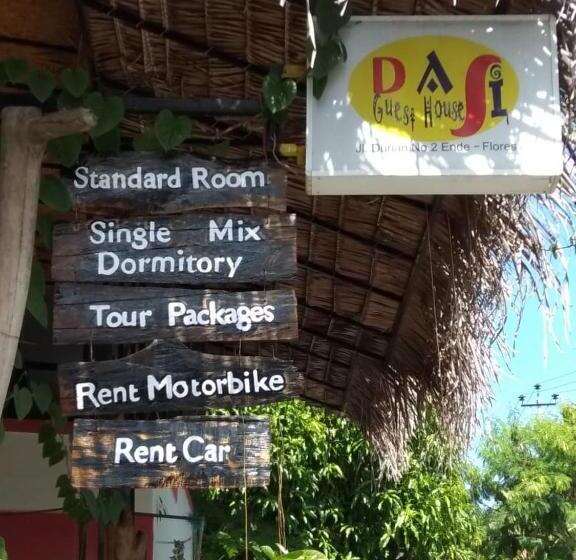 DASI
Guest House
Jl. Durian No 2 Ende - Flores
Standard Room
Single Mix
Dormitory
Tour Packages
Rent Motorbike
Rent Car